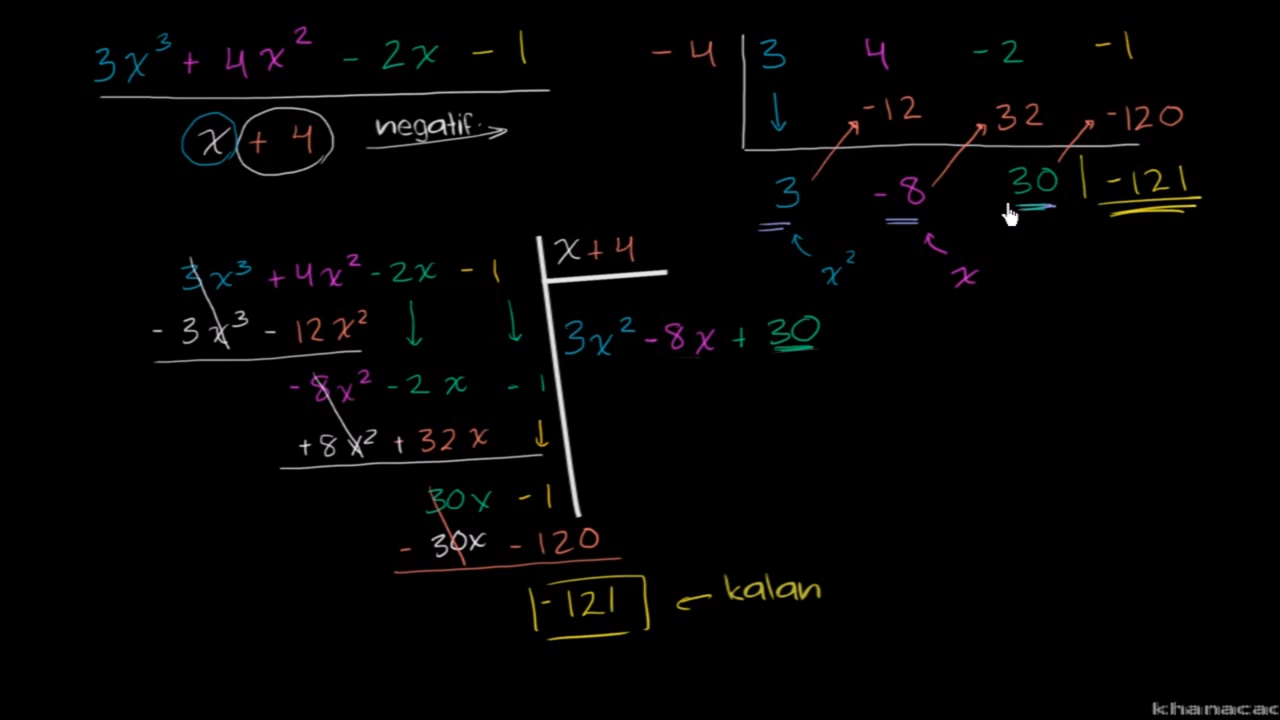 3x³ + 4x² - 2x - 1
x + 4
negatif
- 4 3 4 - 2 - 1
-12 32 -120
3 - 8 30 -121
x² x
3x³ + 4x² - 2x - 1
- 3x³ - 12x²
- 8x² - 2x - 1
+ 8x² + 32x
30x - 1
- 30x - 120
-121
x + 4
3x² - 8x + 30
← kalan
khanacac